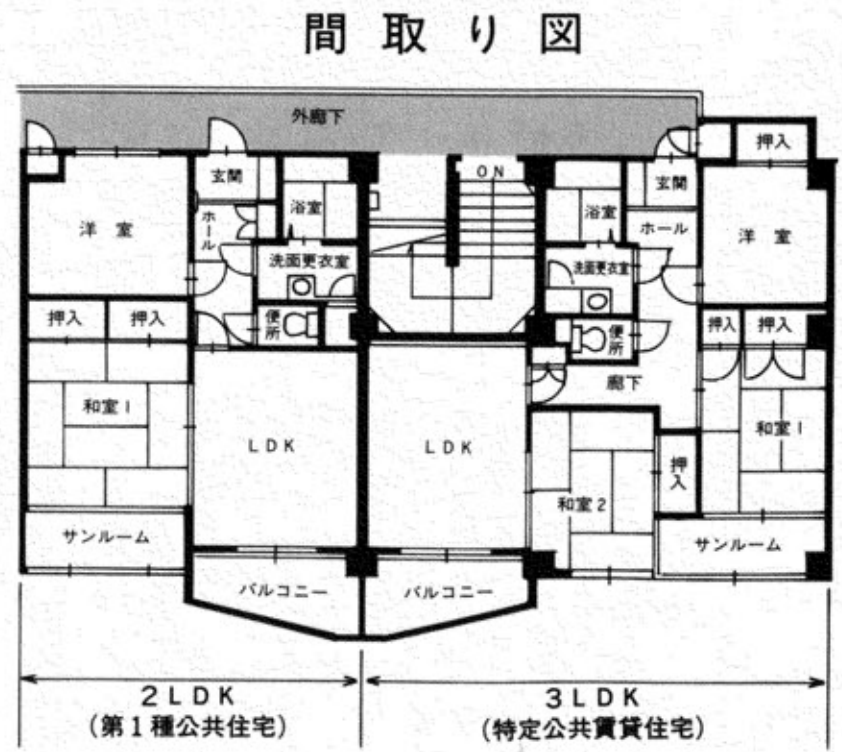 間取り図
外廊下
玄関
浴室
ホール
洋室
洗面更衣室
便所
押入
押入
和室1
LDK
サンルーム
バルコニー
ON
浴室
玄関
押入
ホール
洋室
洗面更衣室
便所
押入
押入
廊下
LDK
和室1
押入
和室2
サンルーム
バルコニー
2LDK
(第1種公共住宅)
3LDK
(特定公共賃貸住宅)